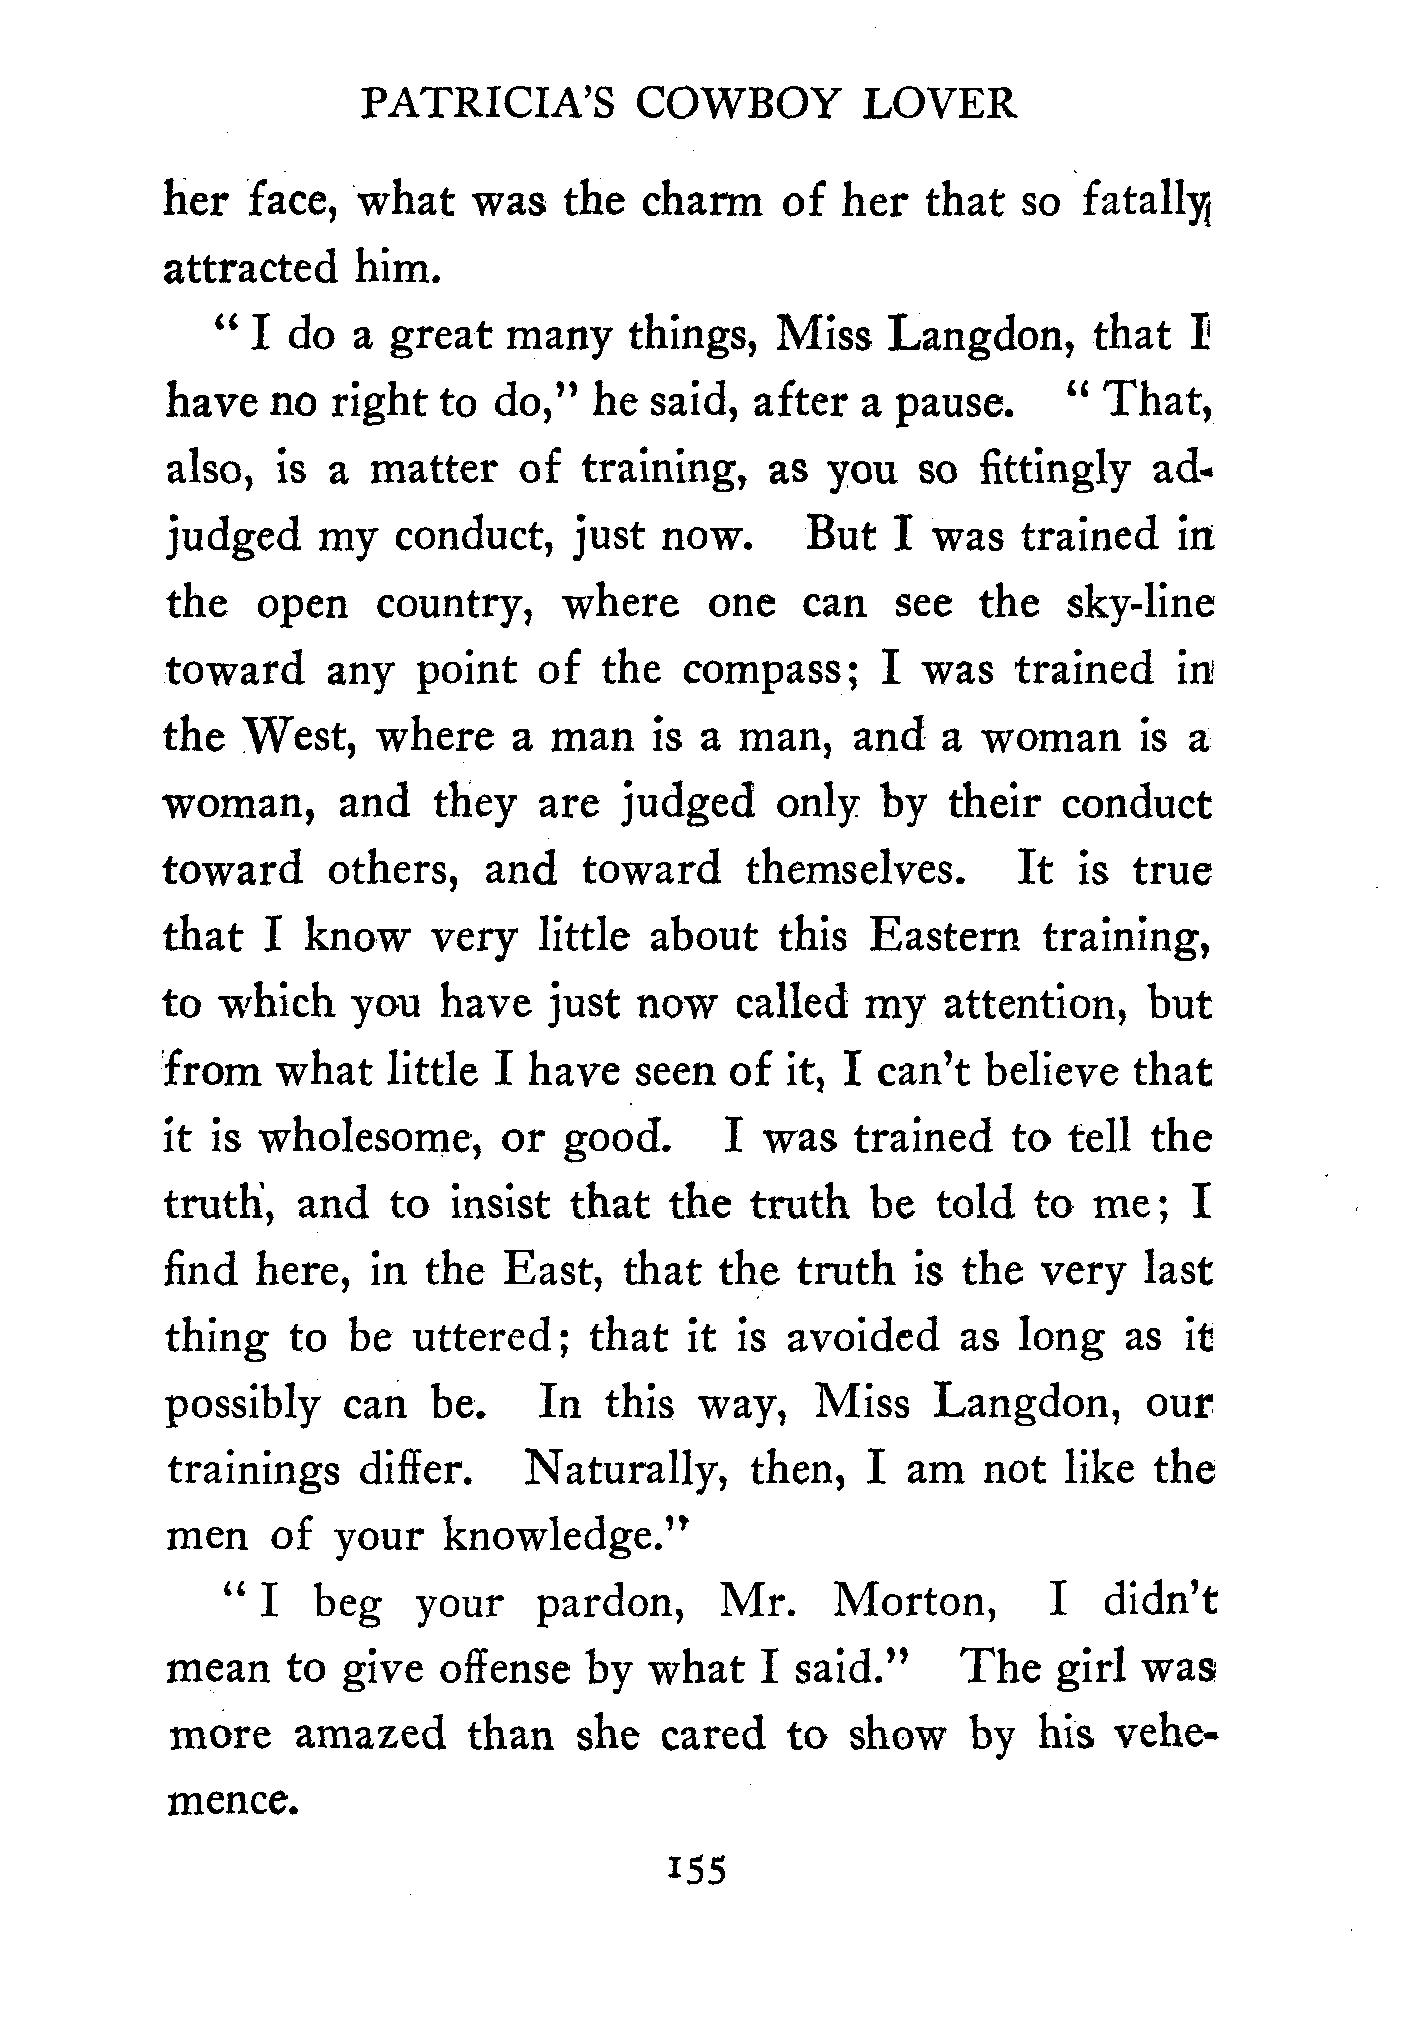 PATRICIA'S COWBOY LOVER
her face, what was the charm of her that so fatally
attracted him.
" I do a great many things, Miss Langdon, that I
have no right to do," he said, after a pause. " That,
also, is a matter of training, as you so fittingly ad-
judged my conduct, just now. But I was trained in
the open country, where one can see the sky-line
toward any point of the compass; I was trained in
the West, where a man is a man, and a woman is a
woman, and they are judged only by their conduct
toward others, and toward themselves. It is true
that I know very little about this Eastern training,
to which you have just now called my attention, but
from what little I have seen of it, I can't believe that
it is wholesome, or good. I was trained to tell the
truth, and to insist that the truth be told to me; I
find here, in the East, that the truth is the very last
thing to be uttered; that it is avoided as long as it
possibly can be. In this way, Miss Langdon, our
trainings differ. Naturally, then, I am not like the
men of your knowledge."
" I beg your pardon, Mr. Morton, I didn't
mean to give offense by what I said." The girl was
more amazed than she cared to show by his vehe-
mence.
155